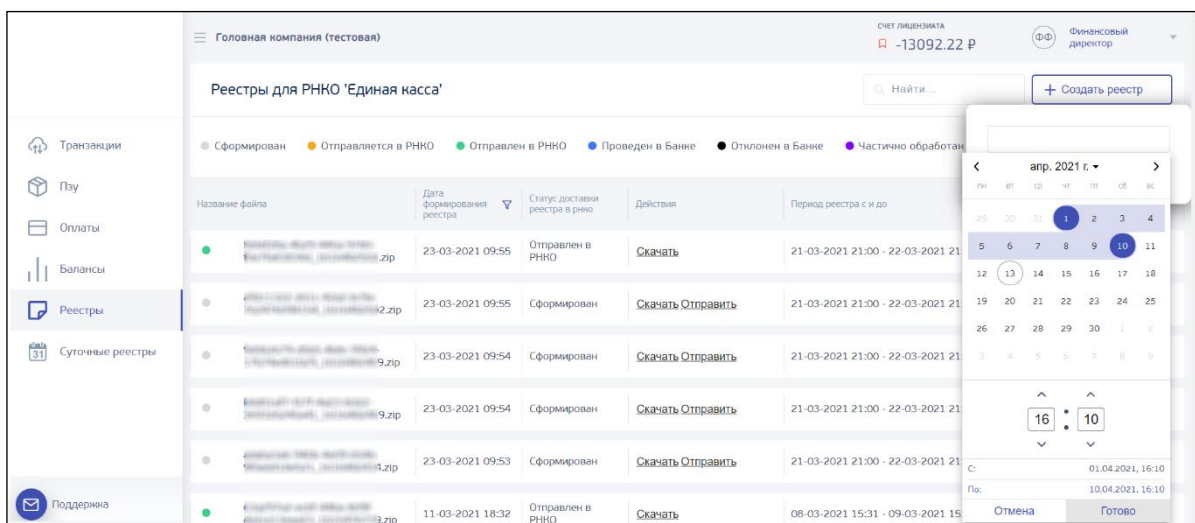 СЧЕТ ЛИЦЕНЗИАТА
Головная компания (тестовая)
-13092.22 ₽
ФФ
Финансовый
директор
Реестры для РНКО 'Единая касса'
Найти...
+ Создать реестр
Транзакции
Пзу
Оплаты
Балансы
Реестры
31
Суточные реестры
Поддержка
Сформирован
Отправляется в РНКО
Отправлен в РНКО
Проведен в Банке
Отклонен в Банке
Частично обработан
Название файла
Дата
формирования
реестра
Статус доставки
реестра в рнко
Действия
Период реестра с и до
.zip
23-03-2021 09:55
Отправлен в
РНКО
Скачать
21-03-2021 21:00 - 22-03-2021 21
2.zip
23-03-2021 09:55
Сформирован
Скачать Отправить
21-03-2021 21:00 - 22-03-2021 21
9.zip
23-03-2021 09:54
Сформирован
Скачать Отправить
21-03-2021 21:00 - 22-03-2021 21
9.zip
23-03-2021 09:54
Сформирован
Скачать Отправить
21-03-2021 21:00 - 22-03-2021 21
4.zip
23-03-2021 09:53
Сформирован
Скачать Отправить
21-03-2021 21:00 - 22-03-2021 21
.zip
11-03-2021 18:32
Отправлен в
РНКО
Скачать
08-03-2021 15:31 - 09-03-2021 15
апр. 2021 г.
пн вт ср чт пт сб вс
29 30 31 1 2 3 4
5 6 7 8 9 10 11
12 13 14 15 16 17 18
19 20 21 22 23 24 25
26 27 28 29 30 1 2
3 4 5 6 7 8 9
16 : 10
С: 01.04.2021, 16:10
По: 10.04.2021, 16:10
Отмена Готово